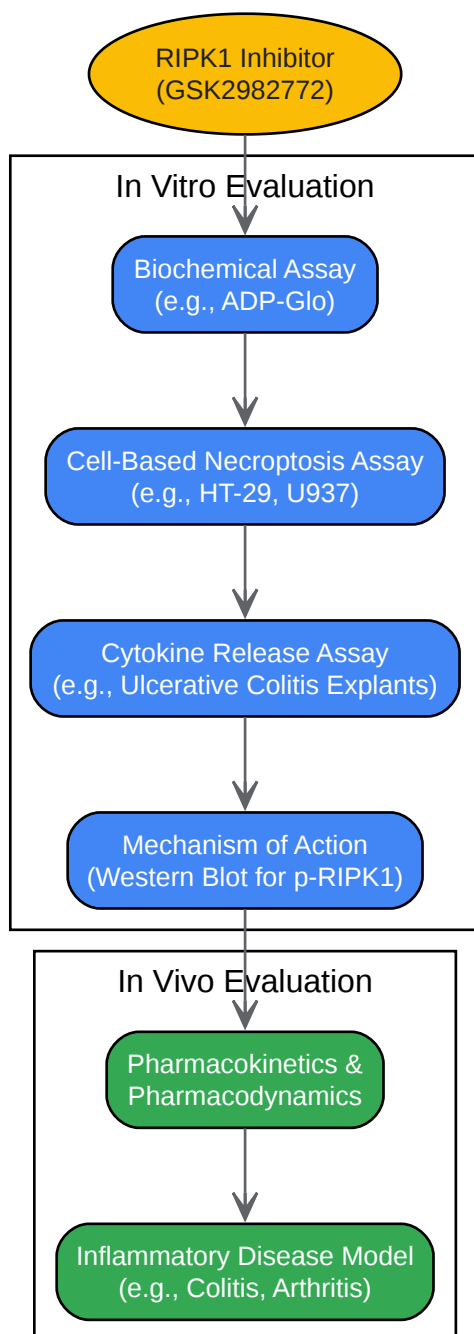 RIPK1 Inhibitor
(GSK2982772)
In Vitro Evaluation
Biochemical Assay
(e.g., ADP-Glo)
Cell-Based Necroptosis Assay
(e.g., HT-29, U937)
Cytokine Release Assay
(e.g., Ulcerative Colitis Explants)
Mechanism of Action
(Western Blot for p-RIPK1)
In Vivo Evaluation
Pharmacokinetics &
Pharmacodynamics
Inflammatory Disease Model
(e.g., Colitis, Arthritis)